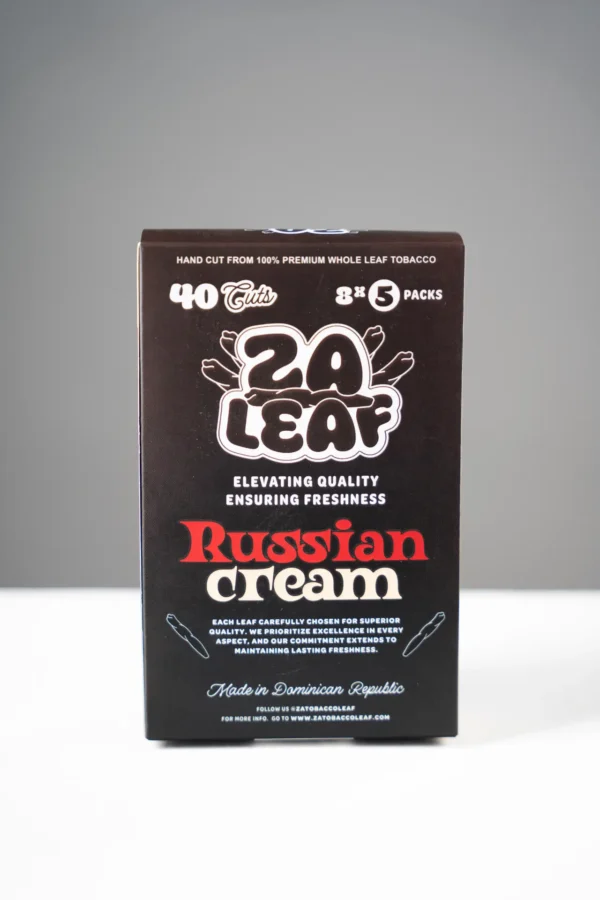 HAND CUT FROM 100% PREMIUM WHOLE LEAF TOBACCO
40 Cuts 8x 5 PACKS
ZA
LEAF
ELEVATING QUALITY
ENSURING FRESHNESS
Russian
cream
EACH LEAF CAREFULLY CHOSEN FOR SUPERIOR
QUALITY. WE PRIORITIZE EXCELLENCE IN EVERY
ASPECT, AND OUR COMMITMENT EXTENDS TO
MAINTAINING LASTING FRESHNESS.
Made in Dominican Republic
FOLLOW US @ZATOBACCOLEAF
FOR MORE INFO. GO TO WWW.ZATOBACCOLEAF.COM